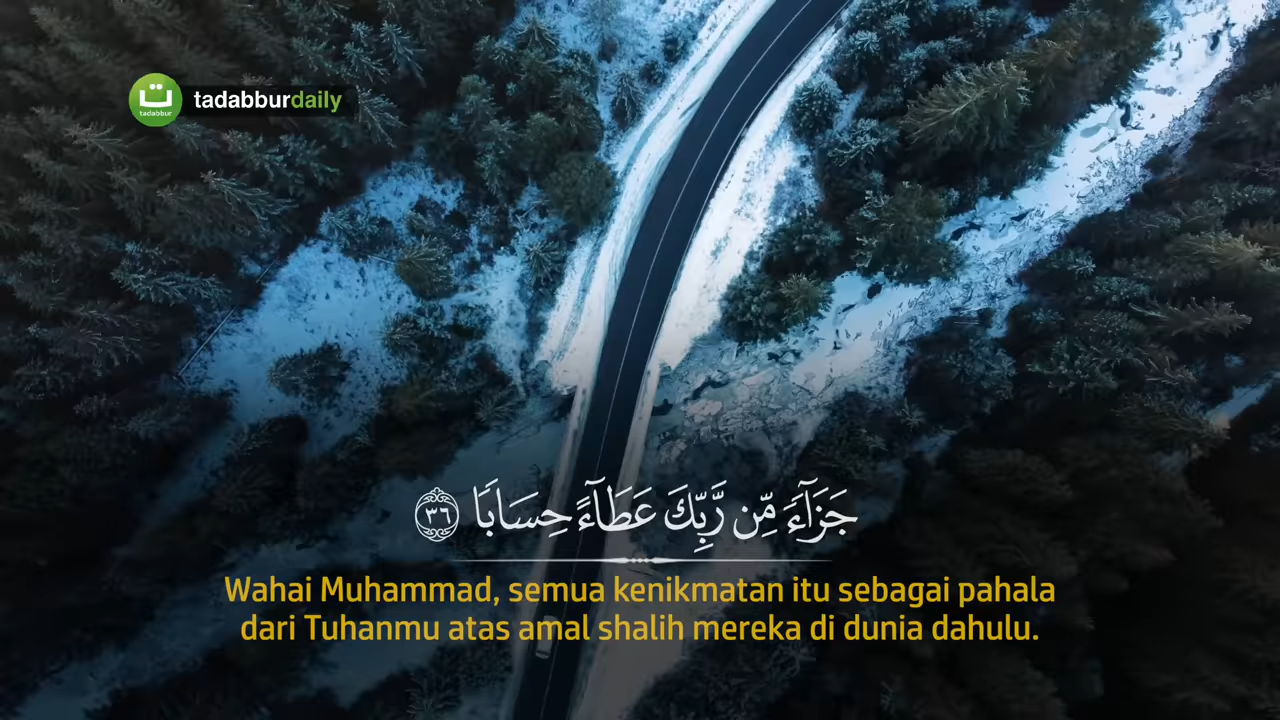 ت
tadabbur
tadabburdaily
جَزَآءً مِّن رَّبِّكَ عَطَآءً حِسَابًا ٣٦
Wahai Muhammad, semua kenikmatan itu sebagai pahala
dari Tuhanmu atas amal shalih mereka di dunia dahulu.